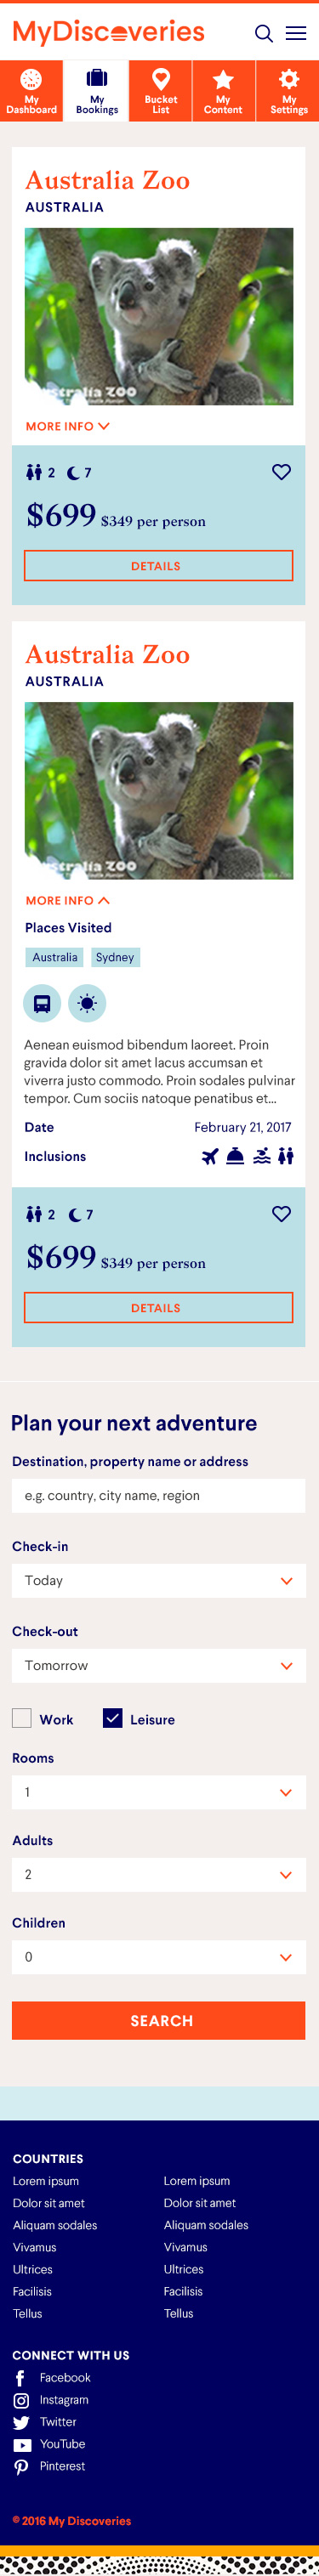 MyDiscoveries
My Dashboard
My Bookings
Bucket List
My Content
My Settings
Australia Zoo
AUSTRALIA
Australia ZOO
MORE INFO
2 7
$699 $349 per person
DETAILS
Australia Zoo
AUSTRALIA
Australia ZOO
MORE INFO
Places Visited
Australia Sydney
Aenean euismod bibendum laoreet. Proin
gravida dolor sit amet lacus accumsan et
viverra justo commodo. Proin sodales pulvinar
tempor. Cum sociis natoque penatibus et...
Date February 21, 2017
Inclusions
2 7
$699 $349 per person
DETAILS
Plan your next adventure
Destination, property name or address
e.g. country, city name, region
Check-in
Today
Check-out
Tomorrow
Work Leisure
Rooms
1
Adults
2
Children
0
SEARCH
COUNTRIES
Lorem ipsum Lorem ipsum
Dolor sit amet Dolor sit amet
Aliquam sodales Aliquam sodales
Vivamus Vivamus
Ultrices Ultrices
Facilisis Facilisis
Tellus Tellus
CONNECT WITH US
Facebook
Instagram
Twitter
YouTube
Pinterest
© 2016 My Discoveries